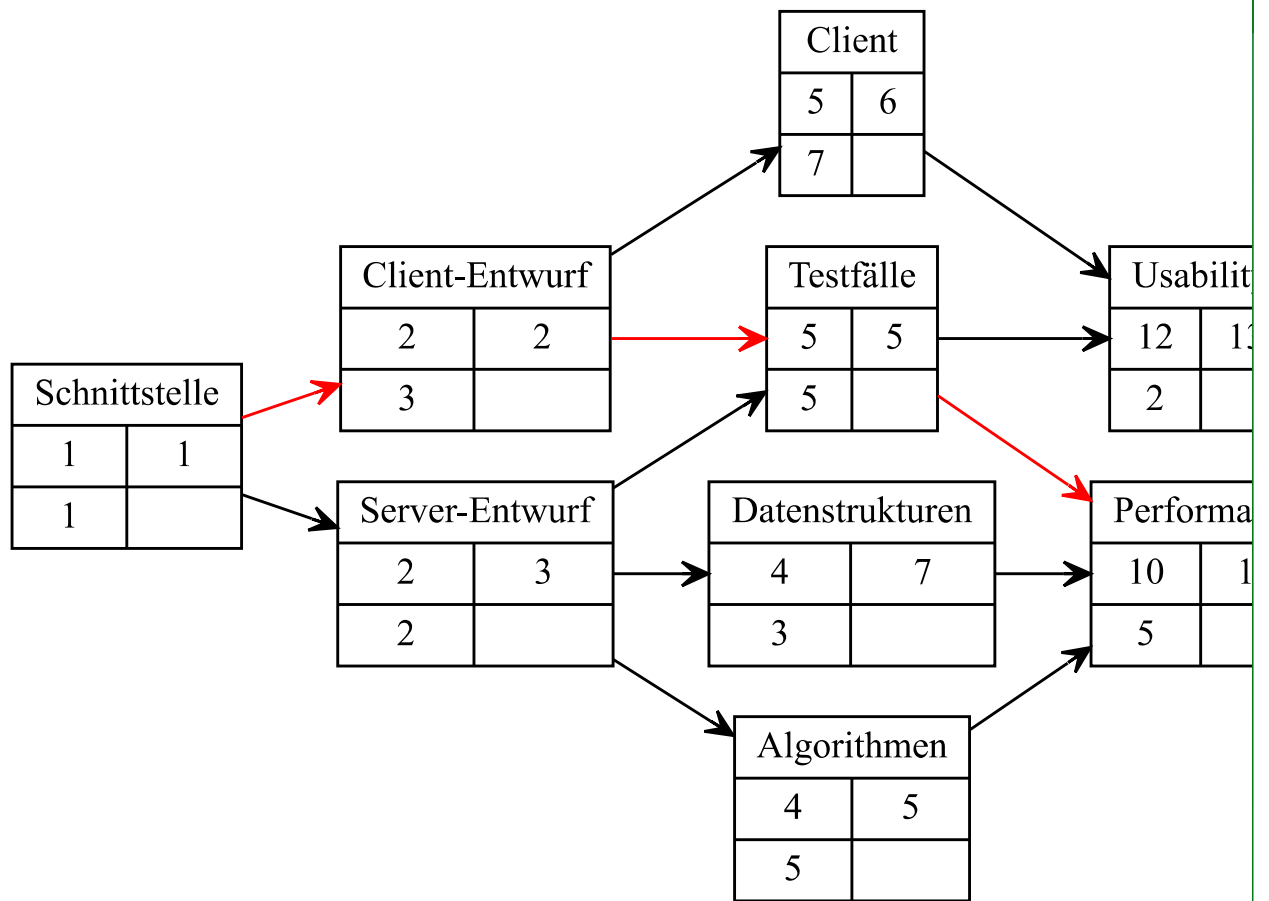 Client
5 6
7
Client-Entwurf
2 2
3
Testfälle
5 5
5
Usability
12
2
Schnittstelle
1 1
1
Server-Entwurf
2 3
2
Datenstrukturen
4 7
3
10
5
Algorithmen
4 5
5